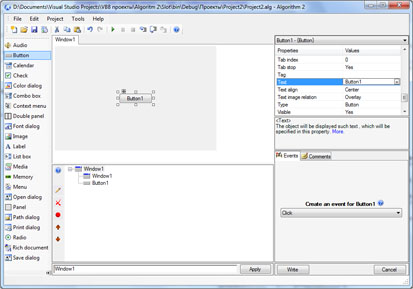 D:\Documents\Visual Studio Project\VB8 проекты\Algoritm 2\Slot\bin\Debug\Проекты\Project2\Project2.alg - Algorithm 2
File Project Tools Help
Audio
Button
Calendar
Check
Color dialog
Combo box
Context menu
Double panel
Font dialog
Image
Label
List box
Media
Memory
Menu
Open dialog
Panel
Path dialog
Print dialog
Radio
Rich document
Save dialog
Window1
Button1
Window1
Window1
Button1
Window1 Apply
Button1 - (Button)
Properties Values
Tab index 0
Tab stop Yes
Tag
Text Button1
Text align Center
Text image relation Overlay
Type Button
Visible Yes
<Text>
The object will be displayed such text , which will be
specified in this property. More.
Events Comments
Create an event for Button1
Click
Write Cancel